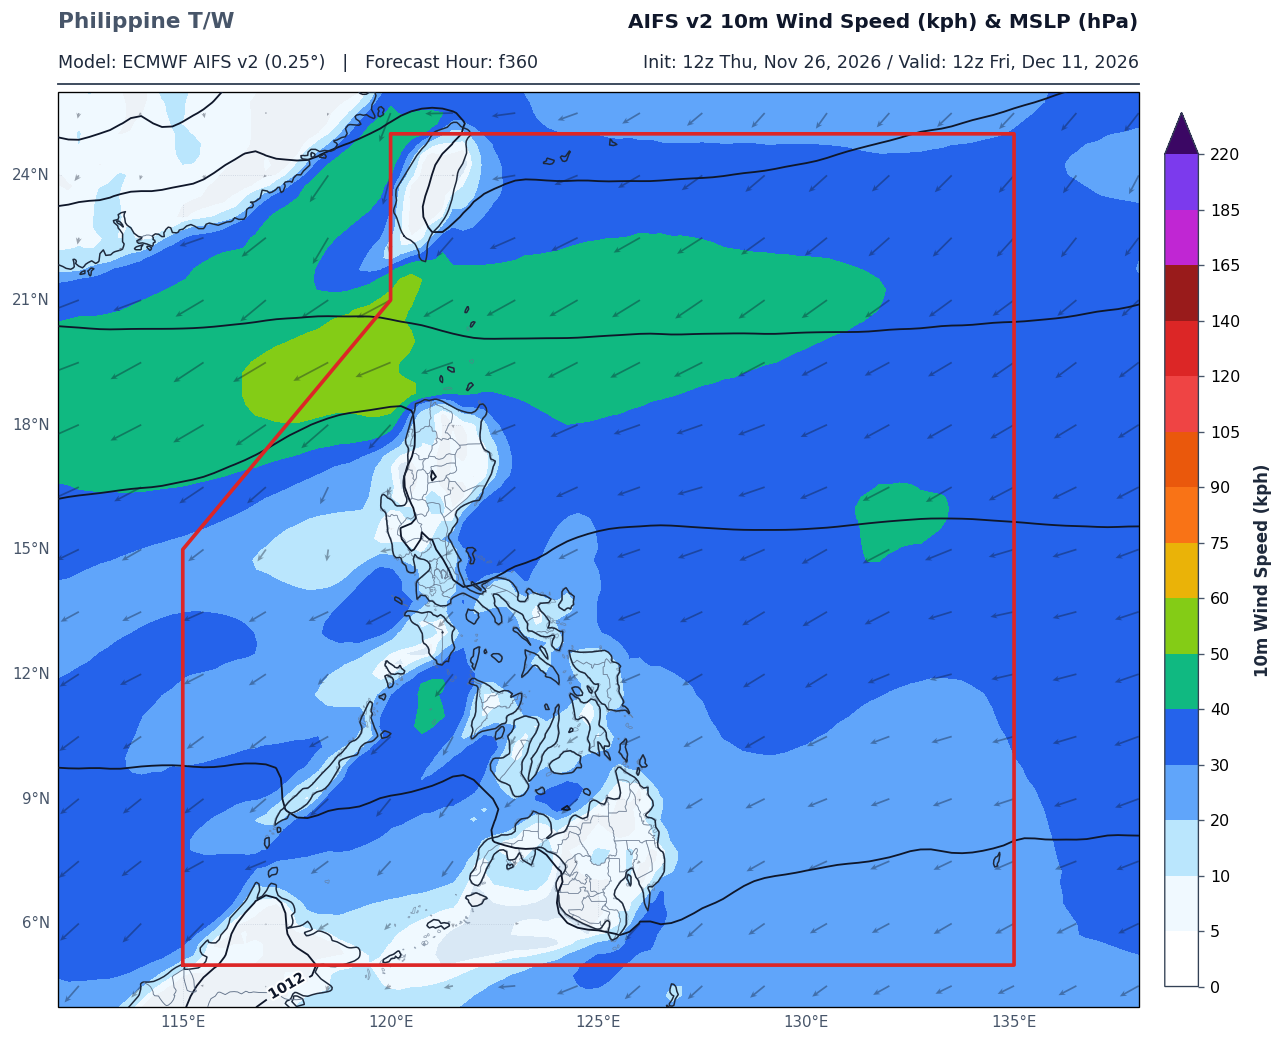 Philippine T/W
AIFS v2 10m Wind Speed (kph) & MSLP (hPa)
Model: ECMWF AIFS v2 (0.25°) | Forecast Hour: f360
Init: 12z Thu, Nov 26, 2026 / Valid: 12z Fri, Dec 11, 2026
24°N
21°N
18°N
15°N
12°N
9°N
6°N
115°E
120°E
125°E
130°E
135°E
1012
220
185
165
140
120
105
90
75
60
50
40
30
20
10
5
0
10m Wind Speed (kph)